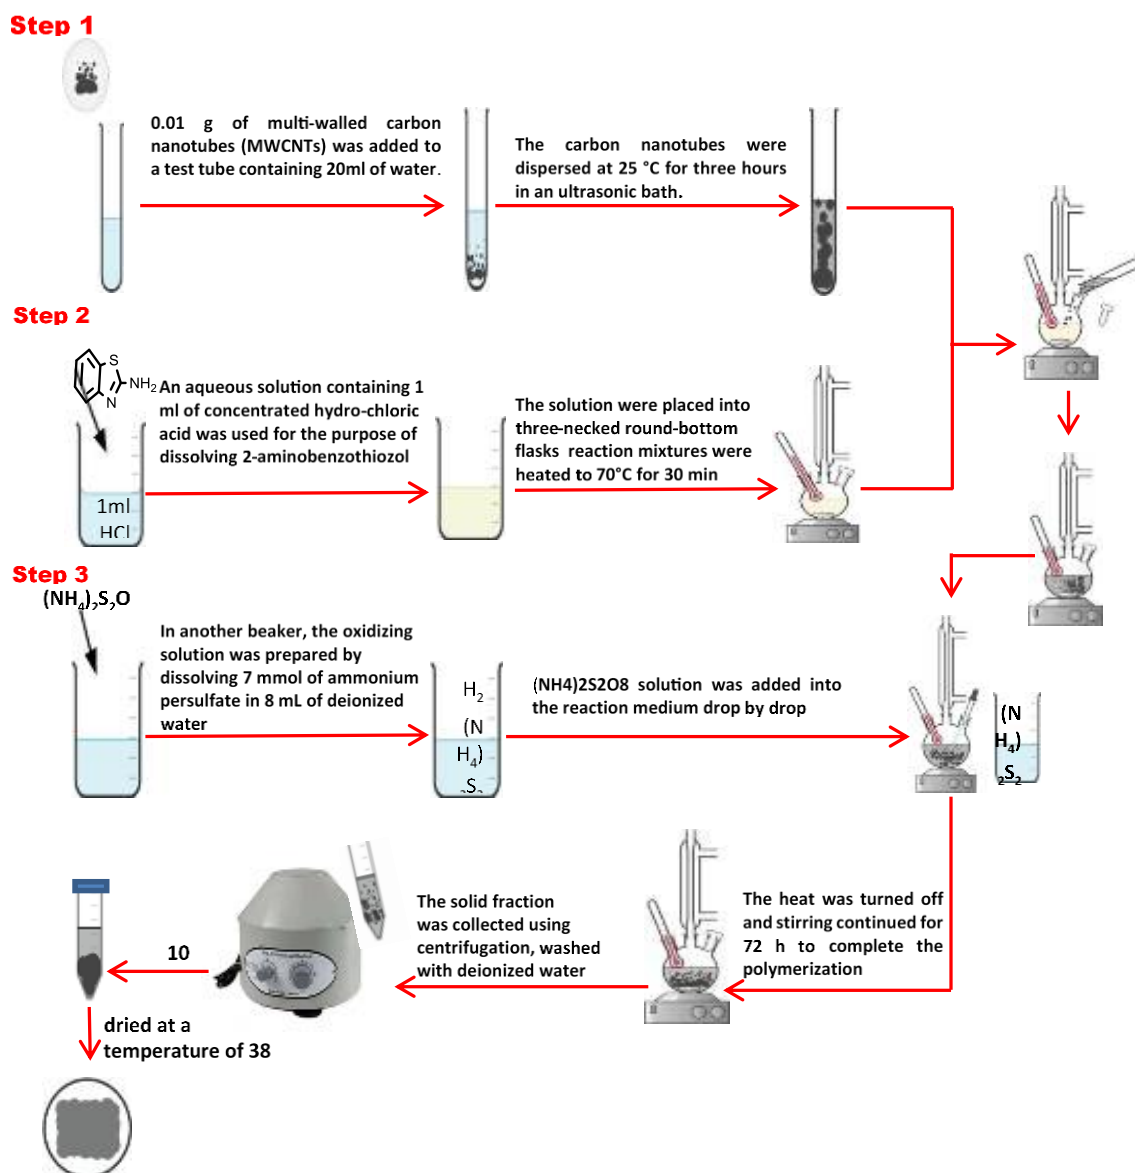 Step 1
0.01 g of multi-walled carbon
nanotubes (MWCNTs) was added to
a test tube containing 20ml of water.
The carbon nanotubes were
dispersed at 25 °C for three hours
in an ultrasonic bath.
Step 2
S
NH₂
N
An aqueous solution containing 1
ml of concentrated hydro-chloric
acid was used for the purpose of
dissolving 2-aminobenzothiozol
1ml
HCl
The solution were placed into
three-necked round-bottom
flasks reaction mixtures were
heated to 70°C for 30 min
Step 3
(NH₄)₂S₂O
In another beaker, the oxidizing
solution was prepared by
dissolving 7 mmol of ammonium
persulfate in 8 mL of deionized
water
H₂
(N
H₄)
₂S₂
(NH4)2S2O8 solution was added into
the reaction medium drop by drop
(N
H₄)
₂S₂
The heat was turned off
and stirring continued for
72 h to complete the
polymerization
The solid fraction
was collected using
centrifugation, washed
with deionized water
10
dried at a
temperature of 38